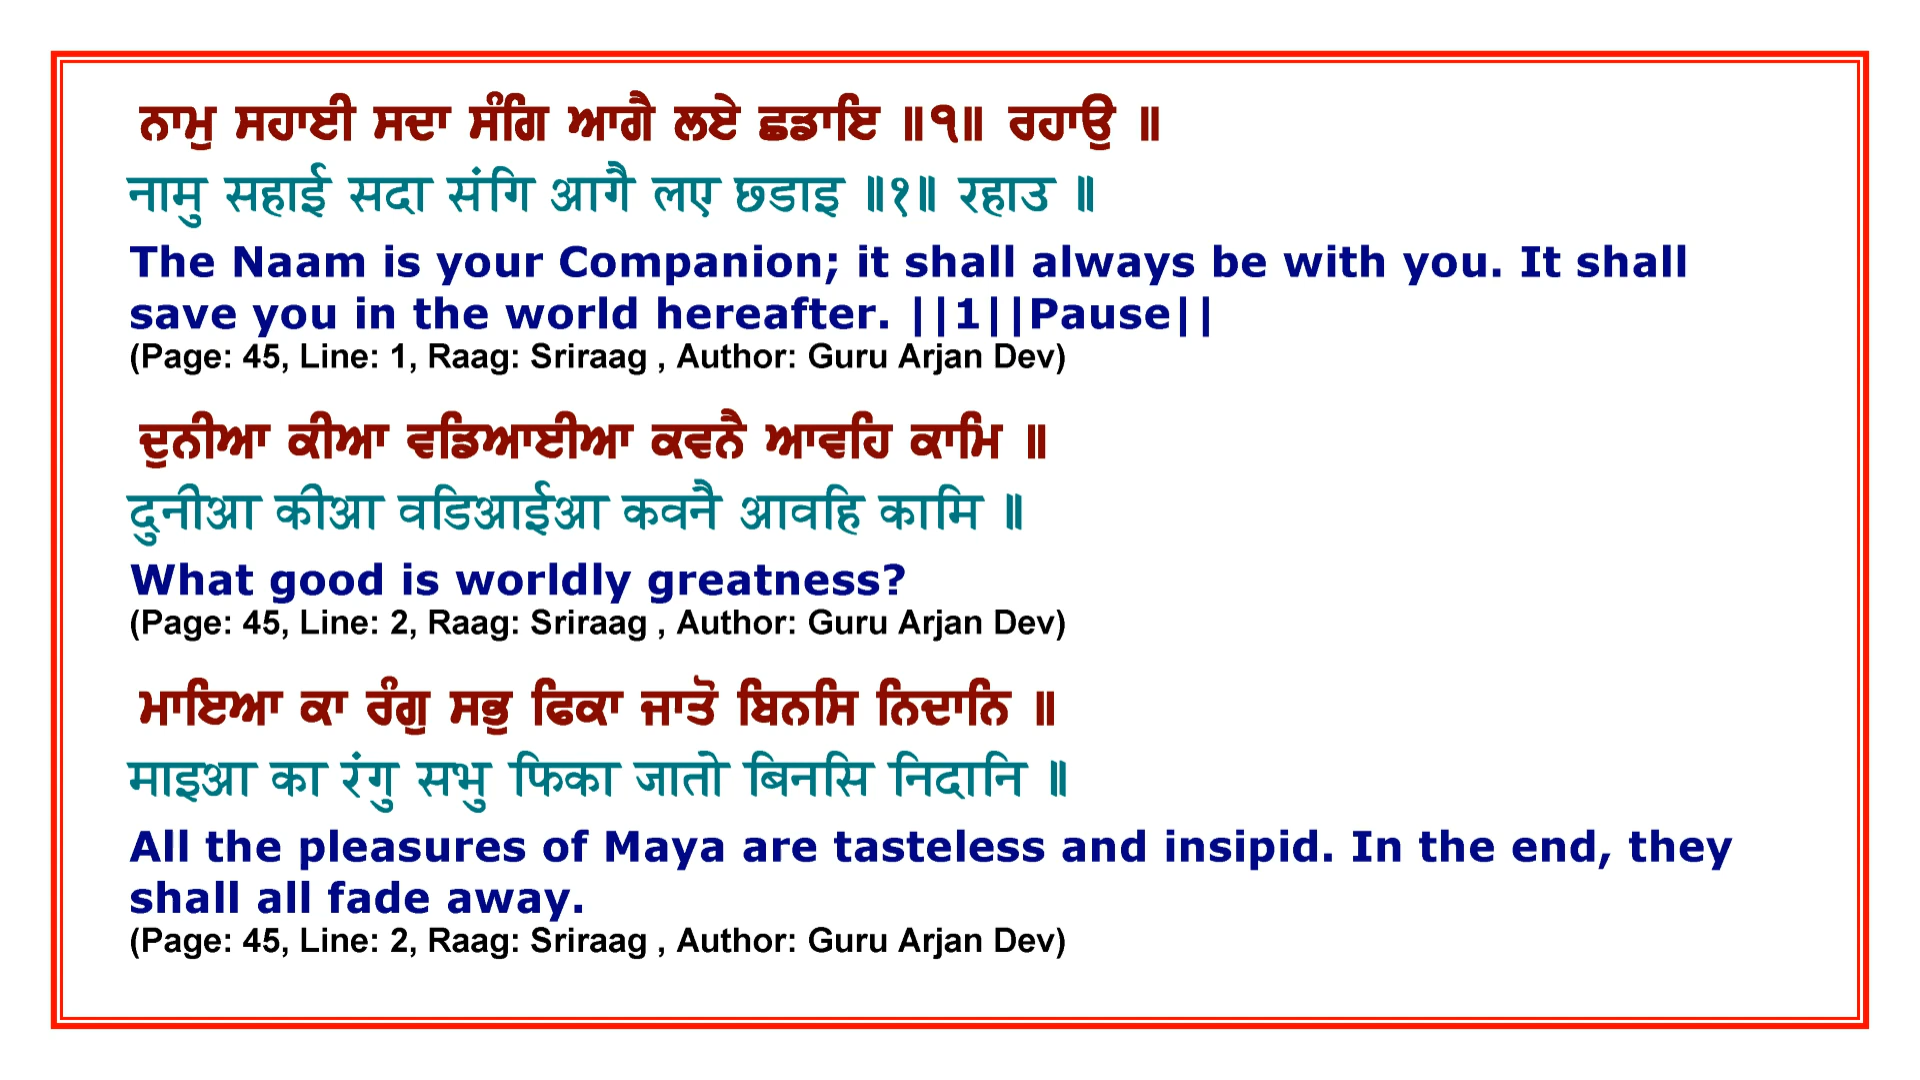 ਨਾਮੁ ਸਹਾਈ ਸਦਾ ਸੰਗਿ ਆਗੈ ਲਏ ਛਡਾਇ ॥੧॥ ਰਹਾਉ ॥
नामु सहाई सदा संगि आगै लए छडाइ ॥१॥ रहाउ ॥
The Naam is your Companion; it shall always be with you. It shall
save you in the world hereafter. ||1||Pause||
(Page: 45, Line: 1, Raag: Sriraag , Author: Guru Arjan Dev)
ਦੁਨੀਆ ਕੀਆ ਵਡਿਆਈਆ ਕਵਨੈ ਆਵਹਿ ਕਾਮਿ ॥
दुनीआ कीआ वडिआईआ कवनै आवहि कामि ॥
What good is worldly greatness?
(Page: 45, Line: 2, Raag: Sriraag , Author: Guru Arjan Dev)
ਮਾਇਆ ਕਾ ਰੰਗੁ ਸਭੁ ਫਿਕਾ ਜਾਤੋ ਬਿਨਸਿ ਨਿਦਾਨਿ ॥
माइआ का रंगु सभु फिका जातो बिनसि निदानि ॥
All the pleasures of Maya are tasteless and insipid. In the end, they
shall all fade away.
(Page: 45, Line: 2, Raag: Sriraag , Author: Guru Arjan Dev)